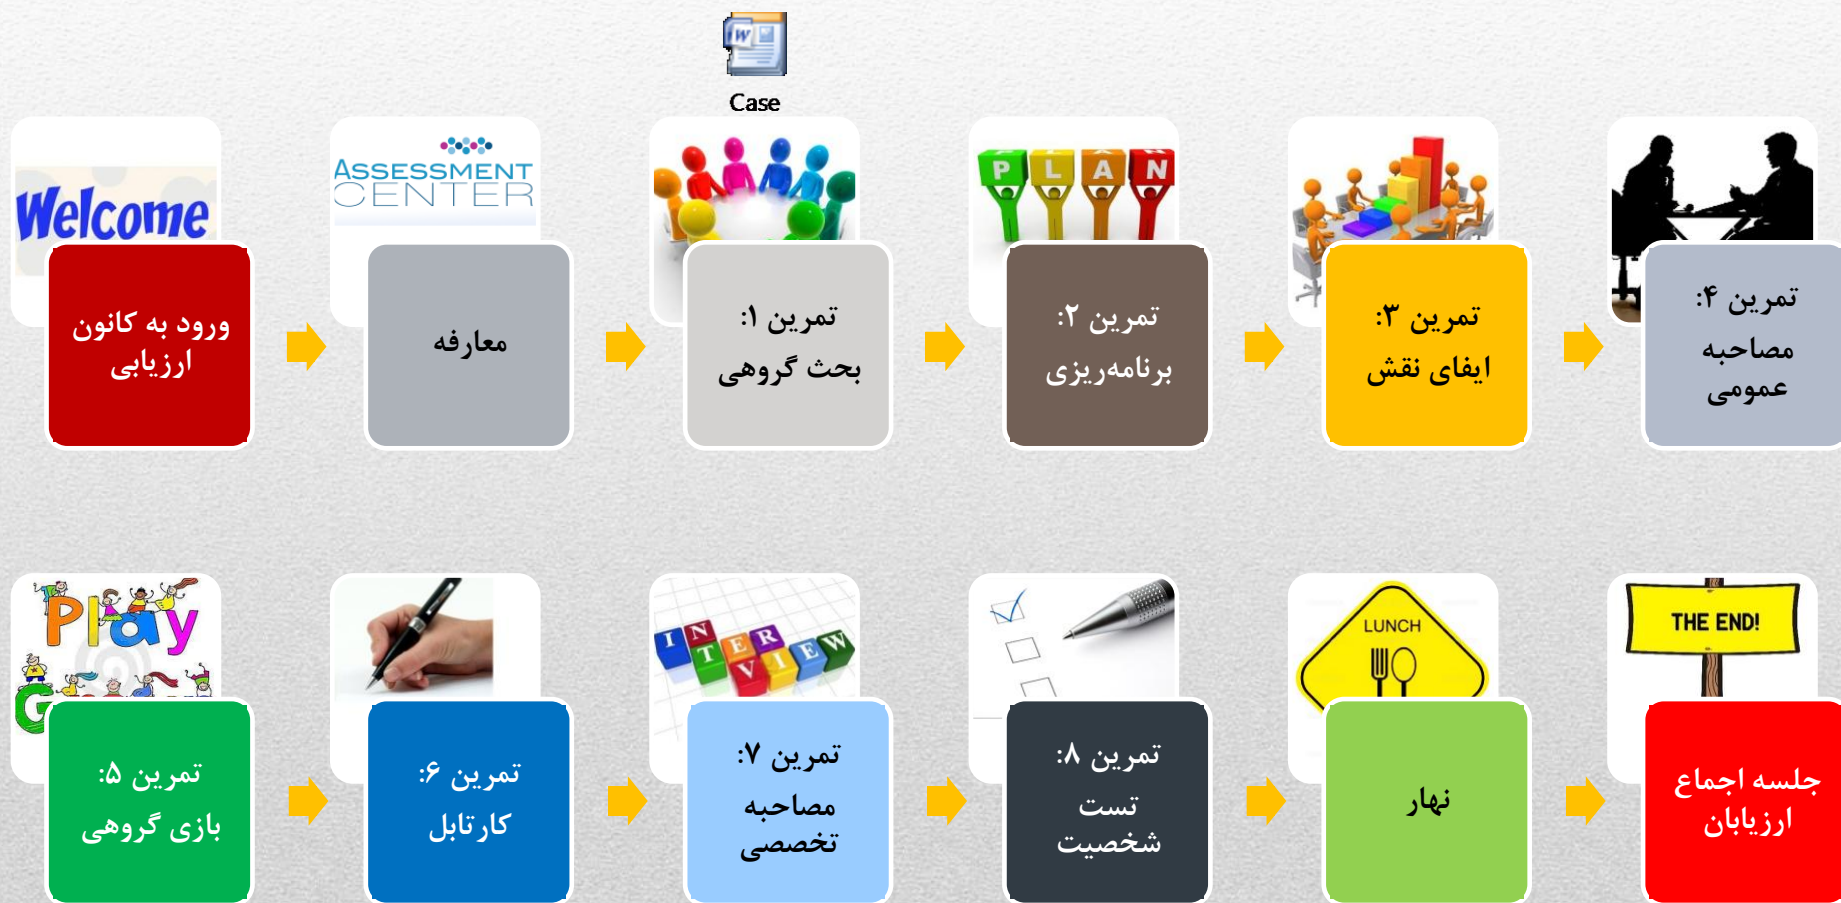 Case
Welcome
ورود به کانون
ارزیابی
ASSESSMENT
CENTER
معارفه
تمرین ۱:
بحث گروهی
PLAN
تمرین ۲:
برنامه‌ریزی
تمرین ۳:
ایفای نقش
تمرین ۴:
مصاحبه
عمومی
Play
تمرین ۵:
بازی گروهی
تمرین ۶:
کارتابل
INTER
VIEW
تمرین ۷:
مصاحبه
تخصصی
تمرین ۸:
تست
شخصیت
LUNCH
نهار
THE END!
جلسه اجماع
ارزیابان